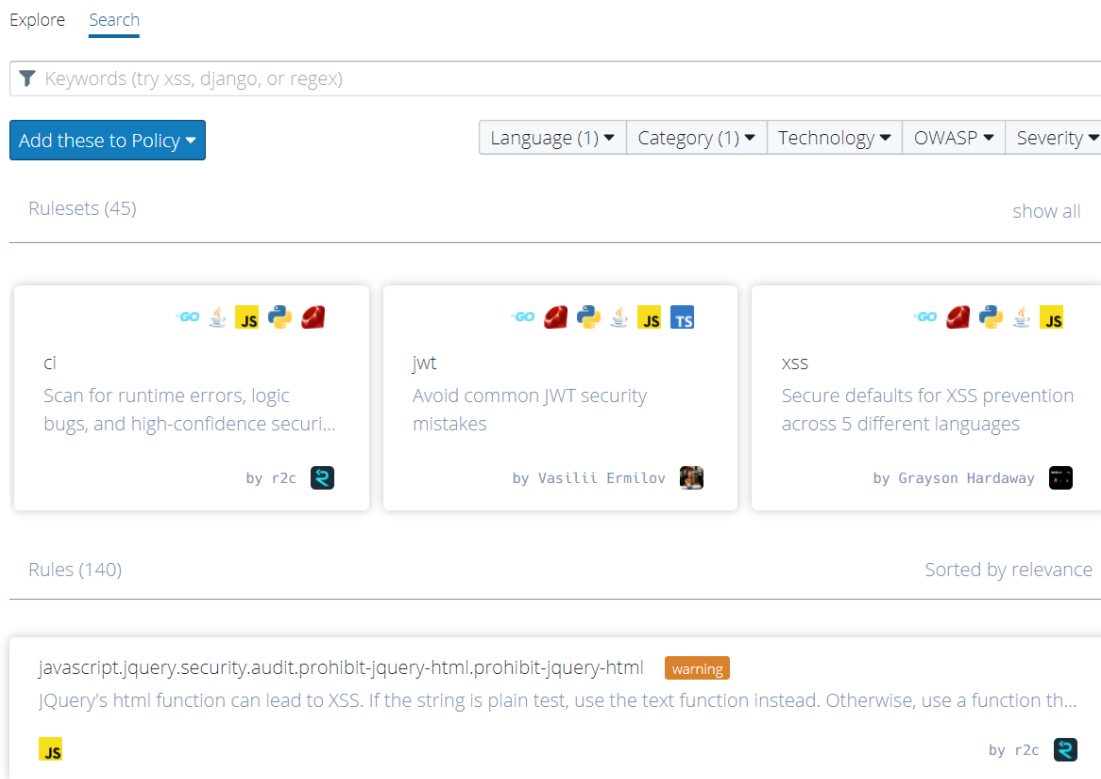 Explore Search
Keywords (try xss, django, or regex)
Add these to Policy Language (1) Category (1) Technology OWASP Severity
Rulesets (45) show all
GO JS
GO JS TS
GO JS
ci
Scan for runtime errors, logic
bugs, and high-confidence securi...
by r2c
jwt
Avoid common JWT security
mistakes
by Vasilii Ermilov
xss
Secure defaults for XSS prevention
across 5 different languages
by Grayson Hardaway
Rules (140) Sorted by relevance
javascript.jquery.security.audit.prohibit-jquery-html.prohibit-jquery-html warning
JQuery's html function can lead to XSS. If the string is plain test, use the text function instead. Otherwise, use a function th...
JS by r2c